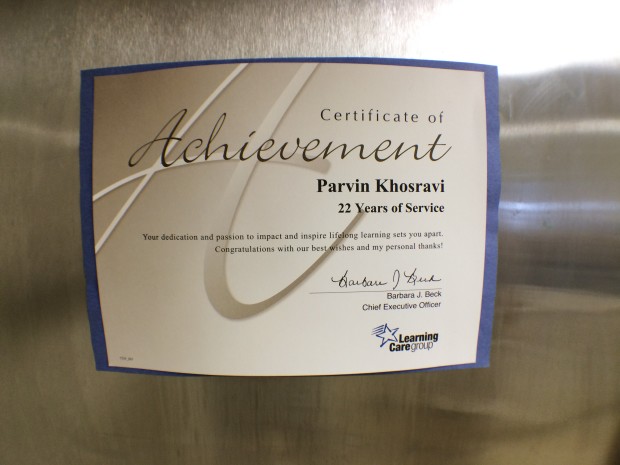 Certificate of
Achievement
Parvin Khosravi
22 Years of Service
Your dedication and passion to impact and inspire lifelong learning sets you apart.
Congratulations with our best wishes and my personal thanks!
Barbara J Beck
Barbara J. Beck
Chief Executive Officer
Learning
Care group